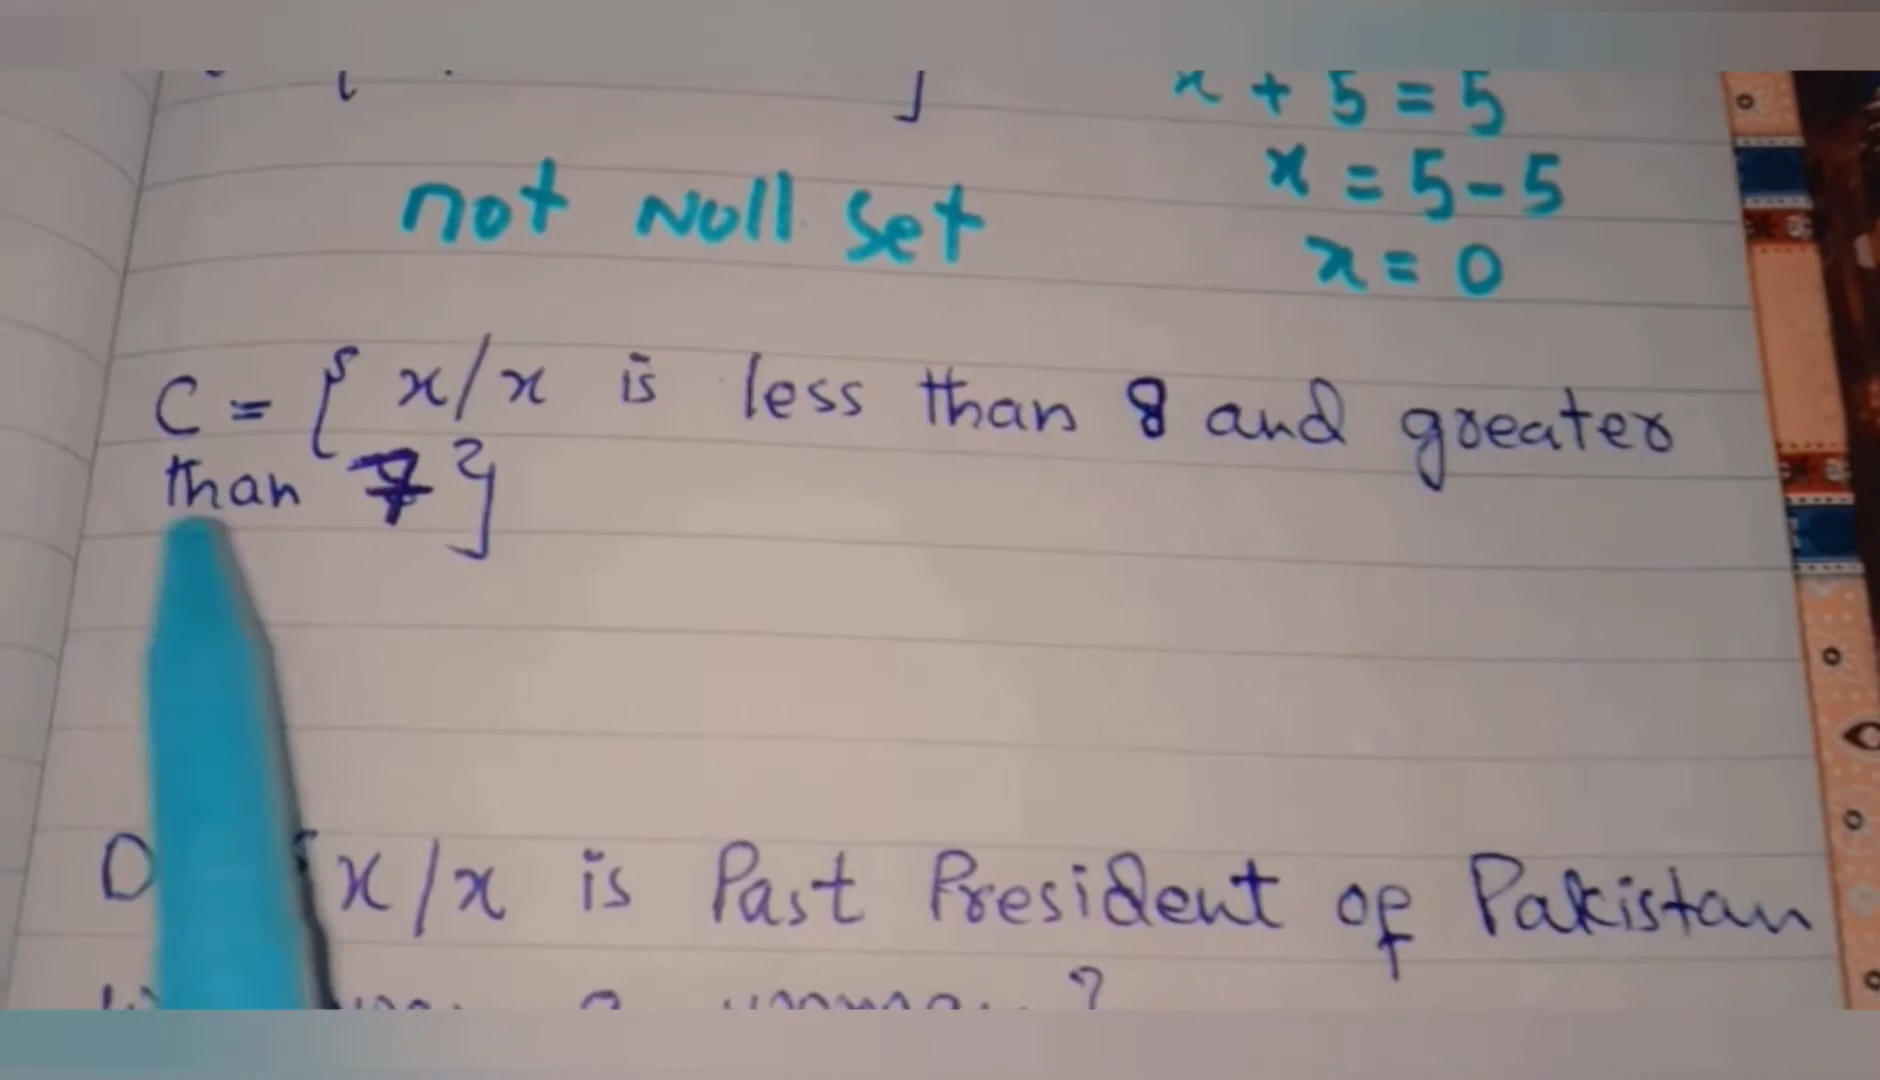 x + 5 = 5
x = 5 - 5
x = 0
not Null Set
C = { x/x is less than 8 and greater
than 7 }
D { x/x is Past President of Pakistan